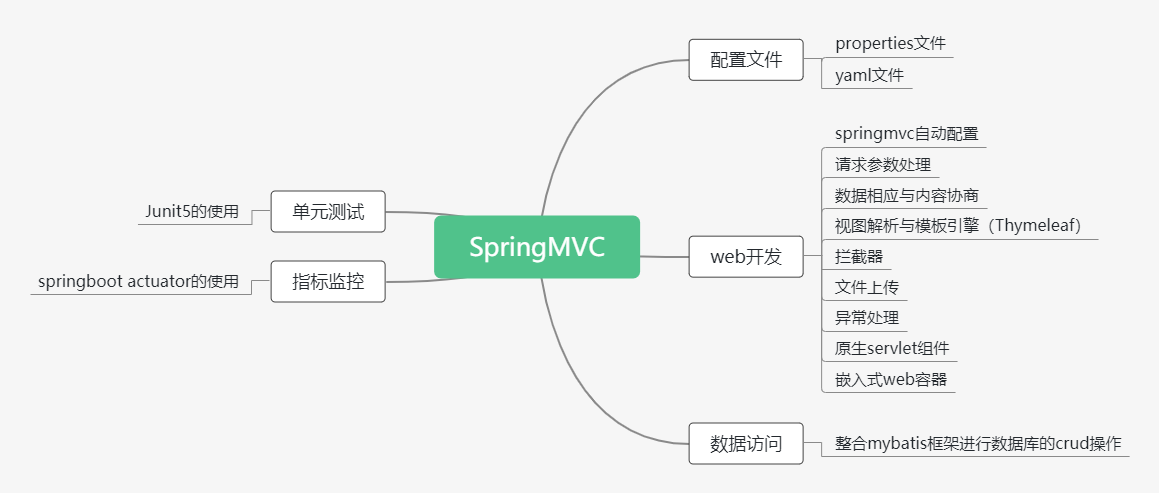 SpringMVC
配置文件
properties文件
yaml文件
web开发
springmvc自动配置
请求参数处理
数据相应与内容协商
视图解析与模板引擎（Thymeleaf）
拦截器
文件上传
异常处理
原生servlet组件
嵌入式web容器
数据访问
整合mybatis框架进行数据库的crud操作
单元测试
Junit5的使用
指标监控
springboot actuator的使用